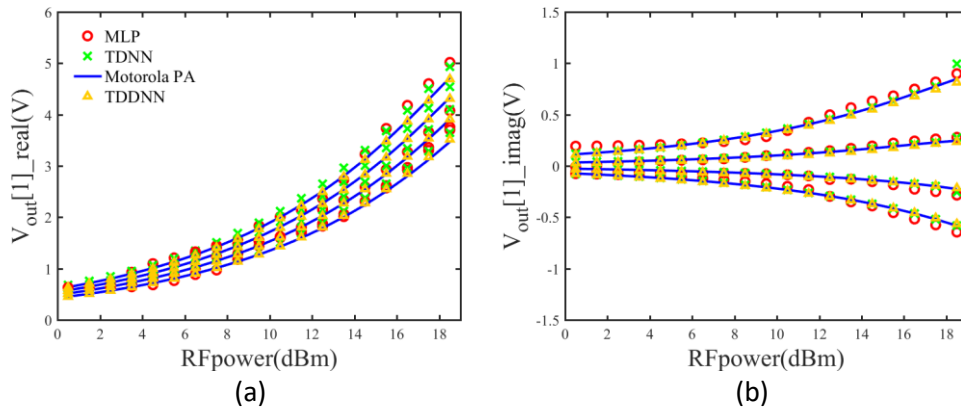 6
5
4
3
2
1
0
V_out[1]_real(V)
MLP
TDNN
Motorola PA
TDDNN
0 2 4 6 8 10 12 14 16 18
RFpower(dBm)
(a)
1.5
1
0.5
0
-0.5
-1
-1.5
V_out[1]_imag(V)
0 2 4 6 8 10 12 14 16 18
RFpower(dBm)
(b)